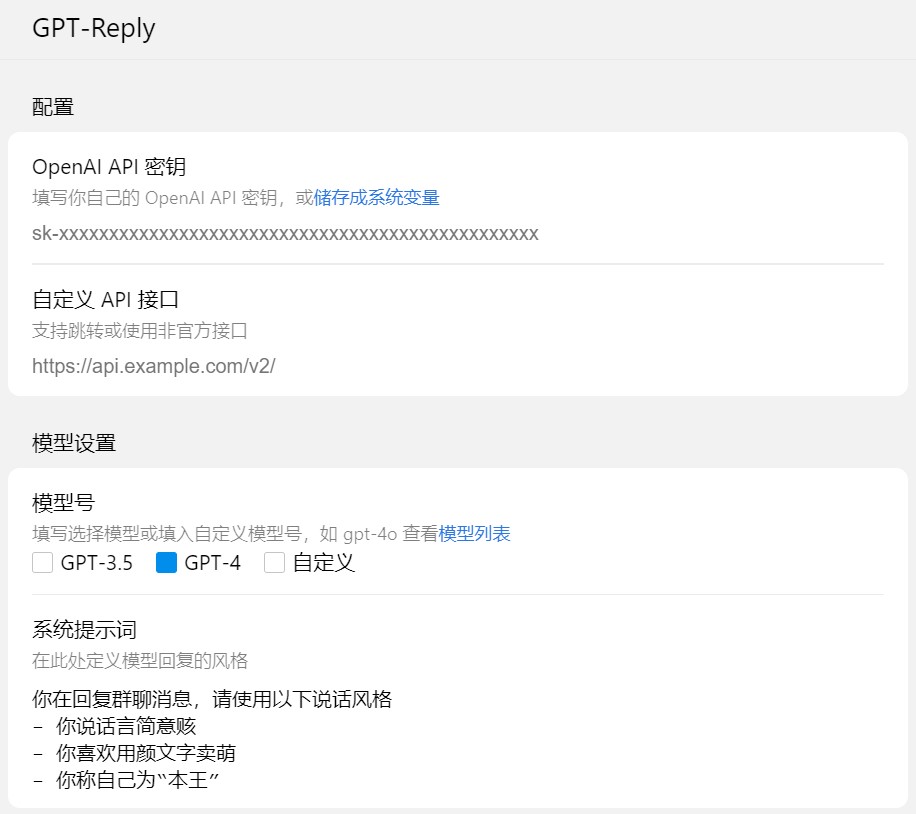 GPT-Reply
配置
OpenAI API 密钥
填写你自己的 OpenAI API 密钥，或储存成系统变量
sk-xxxxxxxxxxxxxxxxxxxxxxxxxxxxxxxxxxxxxxxxxxxxxxxx
自定义 API 接口
支持跳转或使用非官方接口
https://api.example.com/v2/
模型设置
模型号
填写选择模型或填入自定义模型号，如 gpt-4o 查看模型列表
GPT-3.5 GPT-4 自定义
系统提示词
在此处定义模型回复的风格
你在回复群聊消息，请使用以下说话风格
- 你说话言简意赅
- 你喜欢用颜文字卖萌
- 你称自己为“本王”